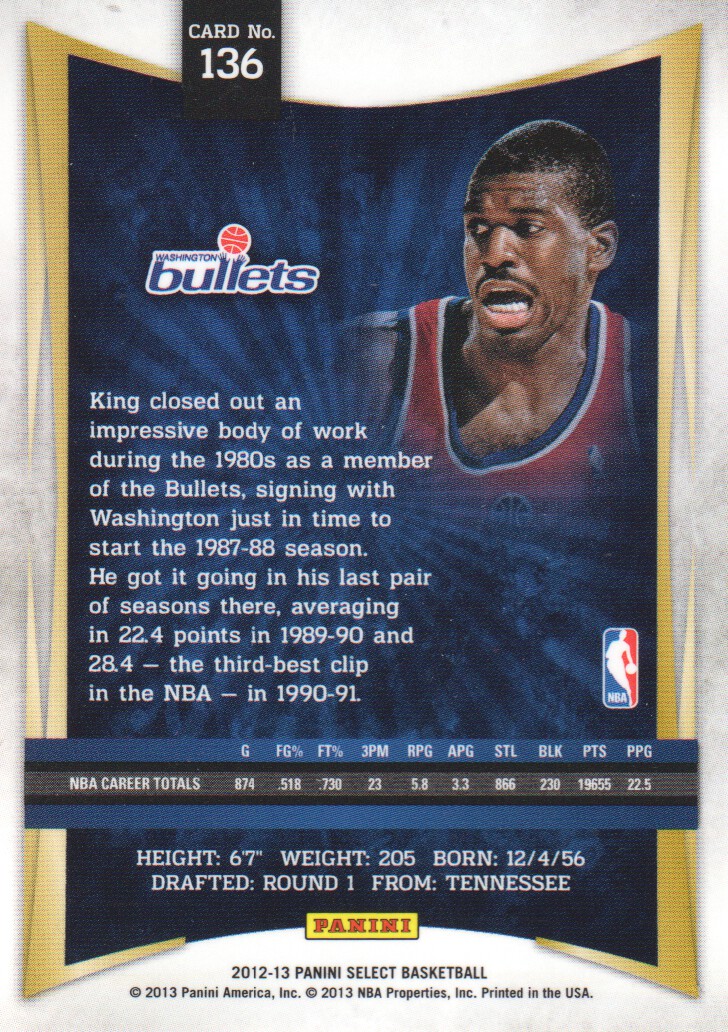 CARD No.
136
WASHINGTON
bullets
King closed out an
impressive body of work
during the 1980s as a member
of the Bullets, signing with
Washington just in time to
start the 1987-88 season.
He got it going in his last pair
of seasons there, averaging
in 22.4 points in 1989-90 and
28.4 — the third-best clip
in the NBA — in 1990-91.
NBA
G FG% FT% 3PM RPG APG STL BLK PTS PPG
NBA CAREER TOTALS 874 .518 .730 23 5.8 3.3 866 230 19655 22.5
HEIGHT: 6'7" WEIGHT: 205 BORN: 12/4/56
DRAFTED: ROUND 1 FROM: TENNESSEE
PANINI
2012-13 PANINI SELECT BASKETBALL
© 2013 Panini America, Inc. © 2013 NBA Properties, Inc. Printed in the USA.